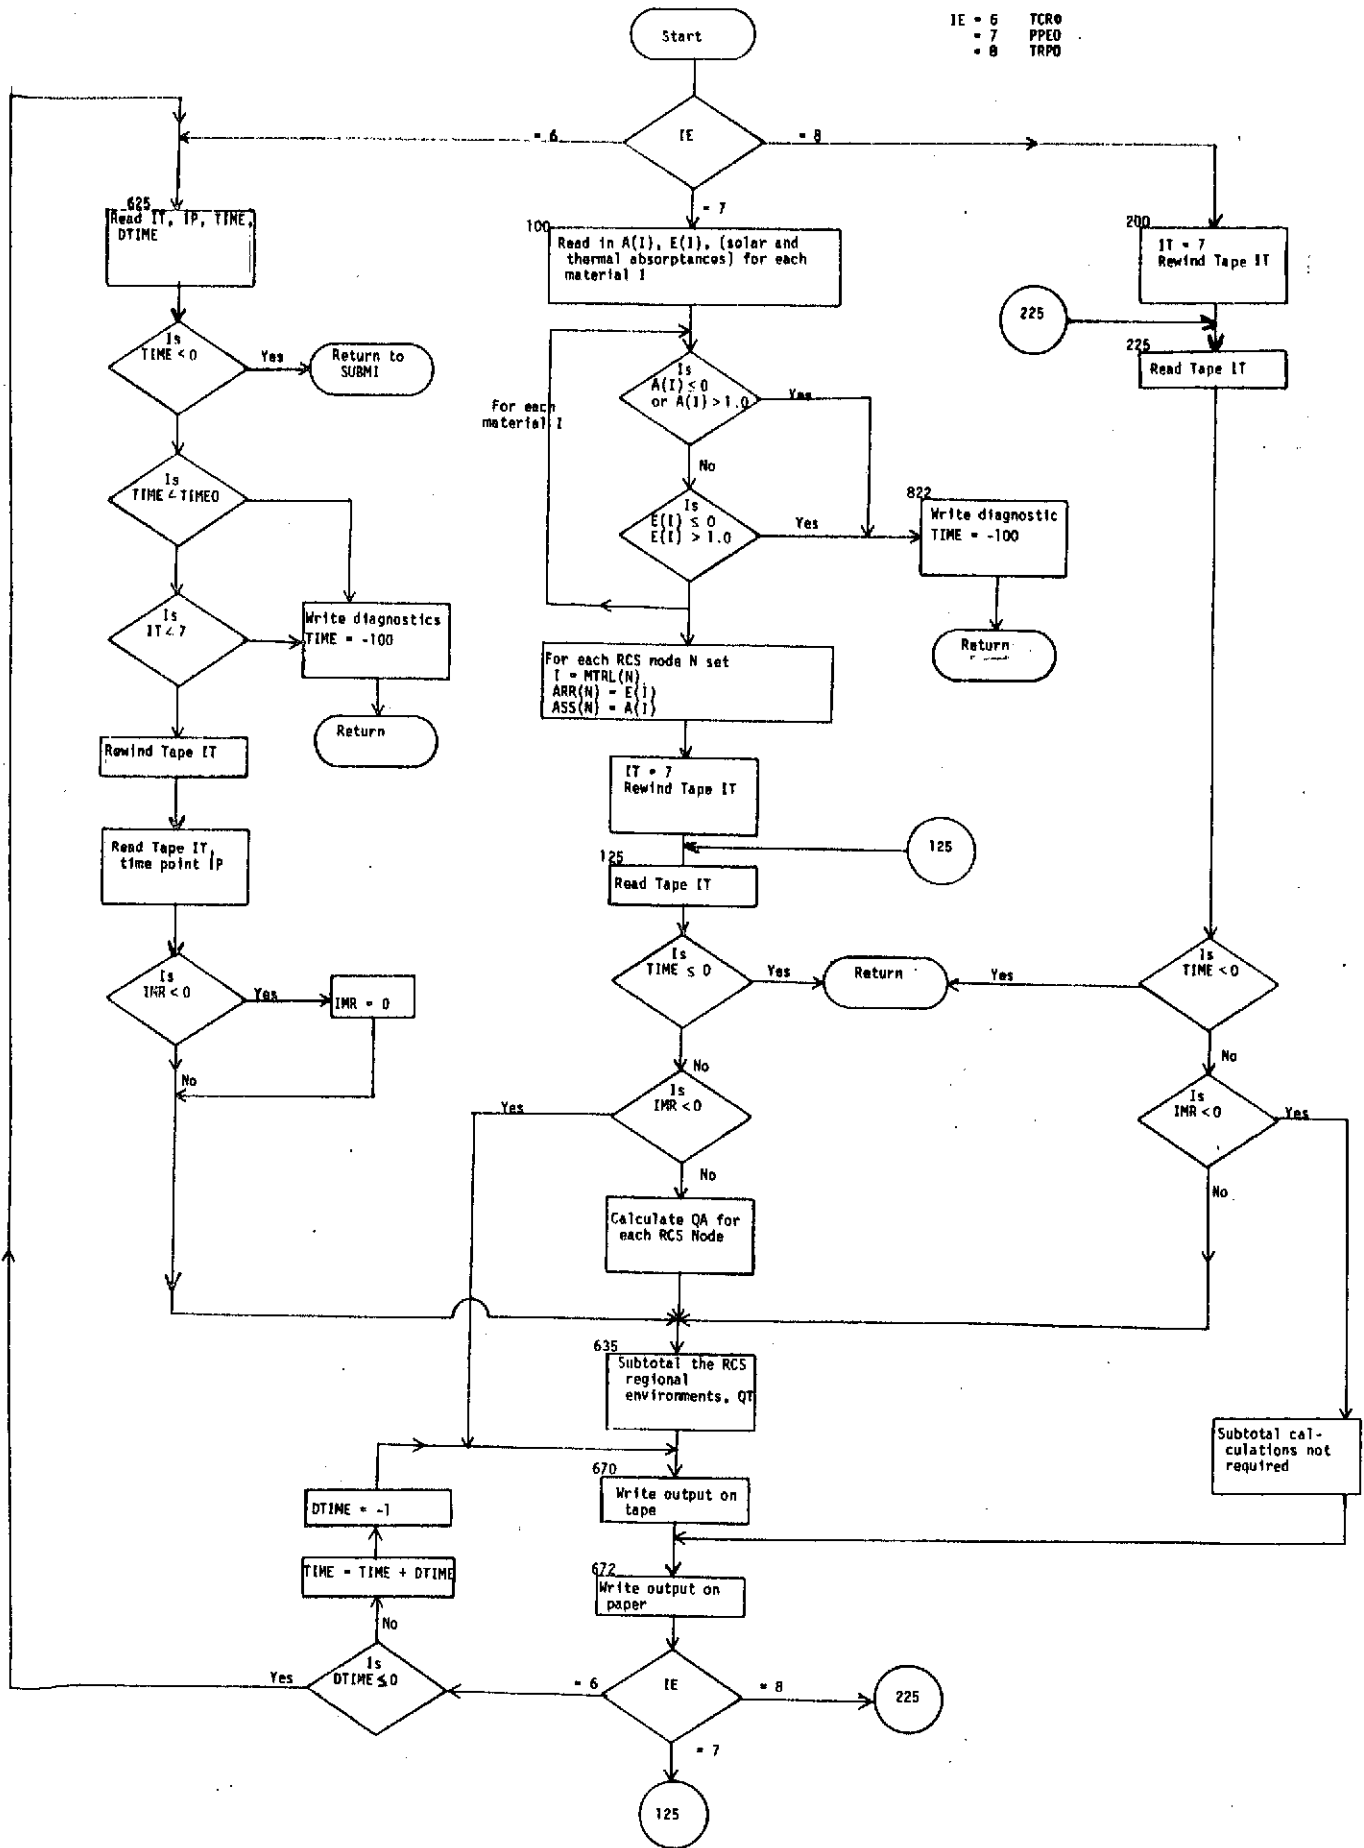 Start
IE = 6 TCRO
= 7 PPEO
= 8 TRPO
IE
= 6
= 8
= 7
625
Read IT, IP, TIME,
DTIME
Is
TIME < 0
Yes
Return to
SUBMI
Is
TIME < TIMEO
Is
IT < 7
Write diagnostics
TIME = -100
Return
Rewind Tape IT
Read Tape IT,
time point IP
Is
IMR < 0
Yes
IMR = 0
No
100
Read in A(I), E(I), (solar and
thermal absorptances) for each
material I
For each
material I
Is
A(I) ≤ 0
or A(I) > 1.0
Yes
No
Is
E(I) ≤ 0
E(I) > 1.0
Yes
822
Write diagnostic
TIME = -100
Return
For each RCS node N set
I = MTRL(N)
ARR(N) = E(I)
ASS(N) = A(I)
IT = 7
Rewind Tape IT
125
125
Read Tape IT
Is
TIME ≤ 0
Yes
Return
No
Is
IMR < 0
Yes
No
Calculate QA for
each RCS Node
200
IT = 7
Rewind Tape IT
225
225
Read Tape IT
Is
TIME < 0
Yes
No
Is
IMR < 0
Yes
No
Subtotal cal-
culations not
required
635
Subtotal the RCS
regional
environments, QT
670
Write output on
tape
672
Write output on
paper
IE
= 6
= 8
= 7
225
125
Is
DTIME ≤ 0
Yes
No
TIME = TIME + DTIME
DTIME = -1